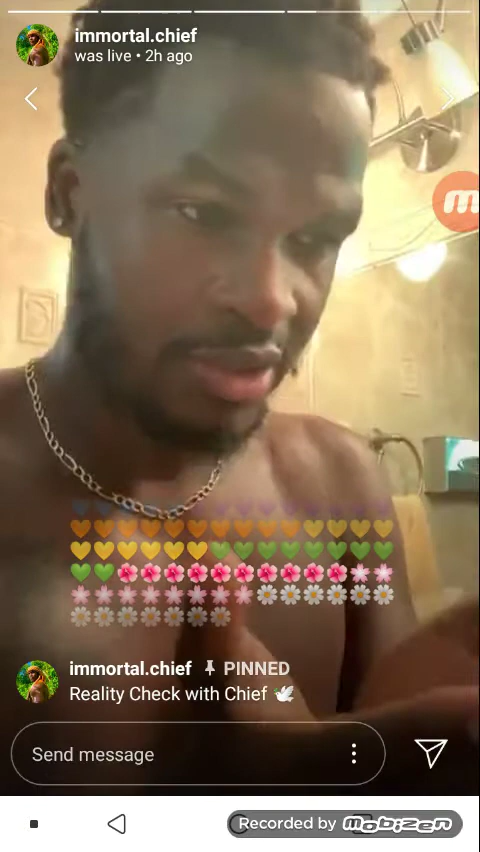 immortal.chief
was live • 2h ago
immortal.chief PINNED
Reality Check with Chief
Send message
Recorded by Mobizen